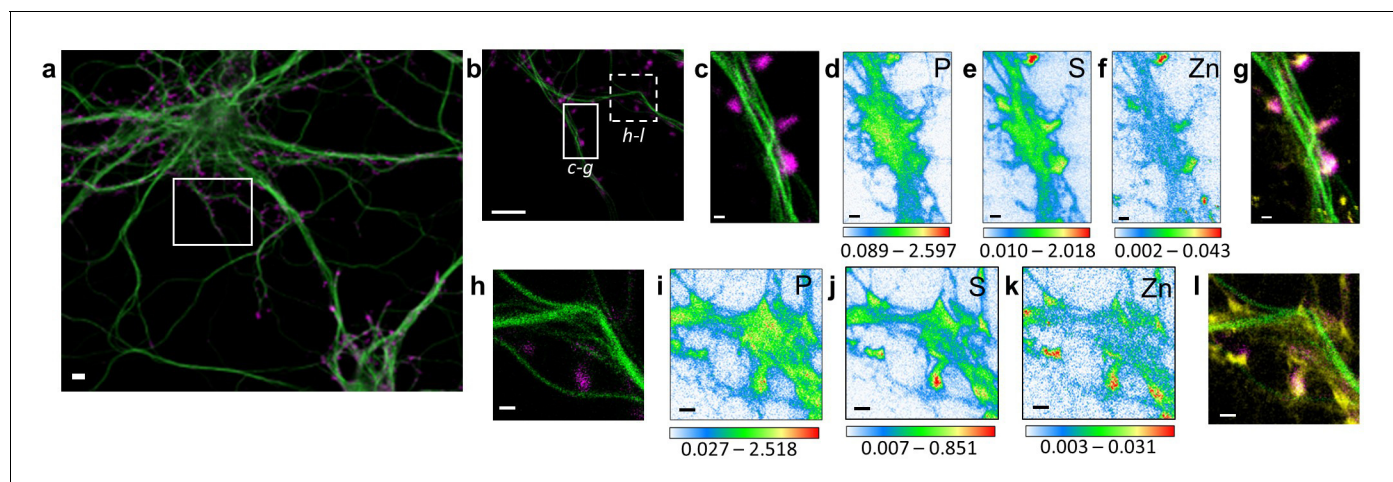 a
b
h-l
c-g
c
d
P
e
S
f
Zn
g
0.089 – 2.597
0.010 – 2.018
0.002 – 0.043
h
i
P
j
S
k
Zn
l
0.027 – 2.518
0.007 – 0.851
0.003 – 0.031